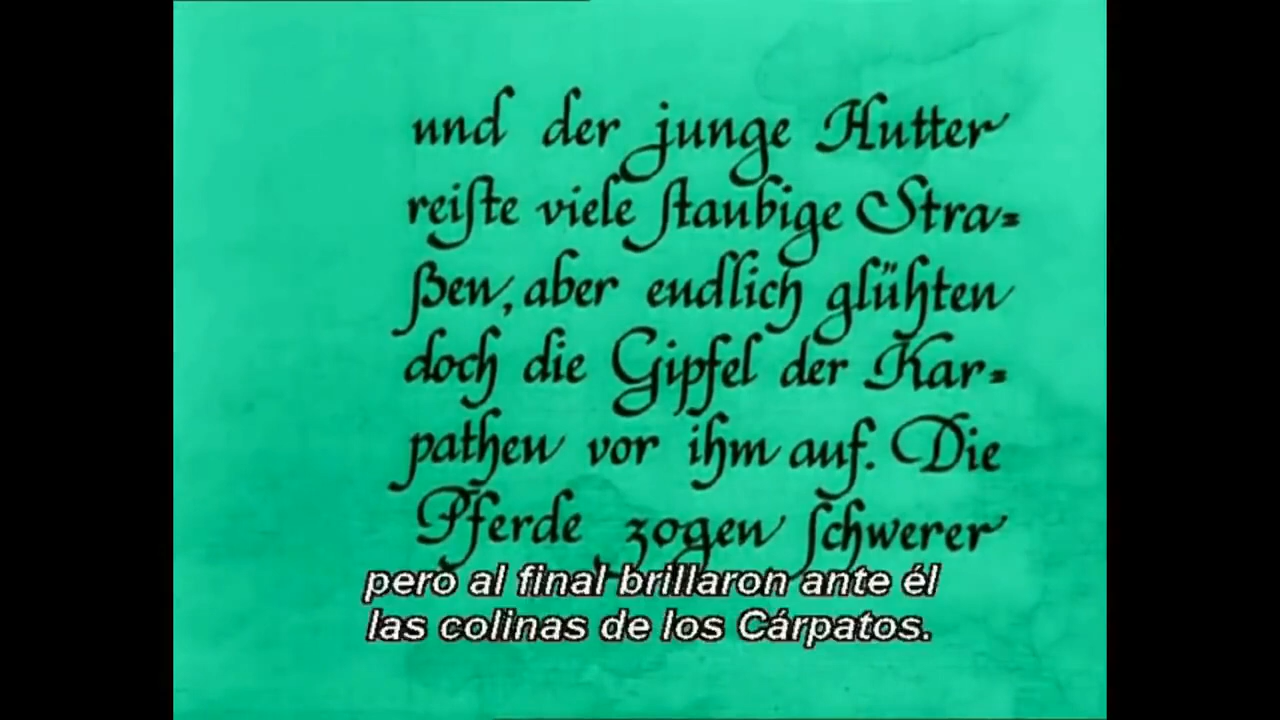 und der junge Hutter
reiſte viele ſtaubige Stra=
ßen, aber endlich glühten
doch die Gipfel der Kar=
pathen vor ihm auf. Die
Pferde zogen ſchwerer
pero al final brillaron ante él
las colinas de los Cárpatos.